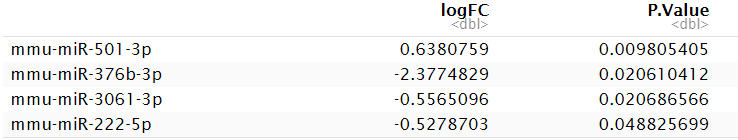 logFC P.Value
<dbl> <dbl>
mmu-miR-501-3p 0.6380759 0.009805405
mmu-miR-376b-3p -2.3774829 0.020610412
mmu-miR-3061-3p -0.5565096 0.020686566
mmu-miR-222-5p -0.5278703 0.048825699